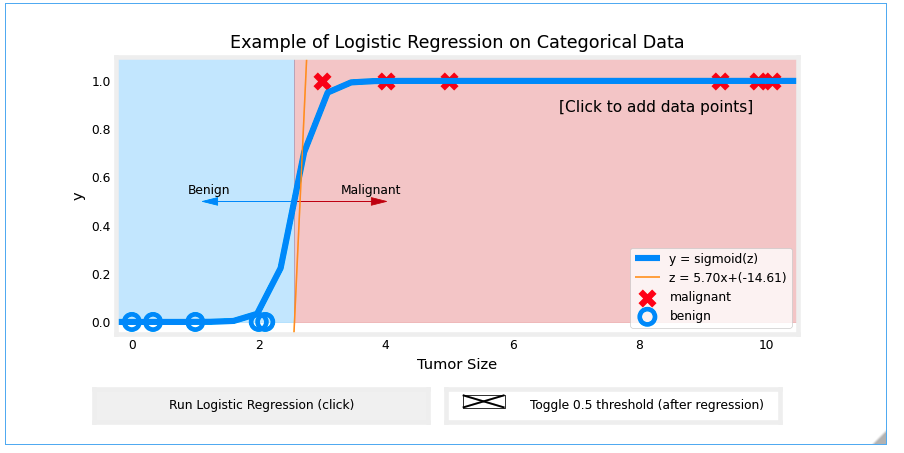 Example of Logistic Regression on Categorical Data
1.0
0.8
0.6
0.4
0.2
0.0
y
[Click to add data points]
Benign
Malignant
y = sigmoid(z)
z = 5.70x+(-14.61)
malignant
benign
0 2 4 6 8 10
Tumor Size
Run Logistic Regression (click)
Toggle 0.5 threshold (after regression)